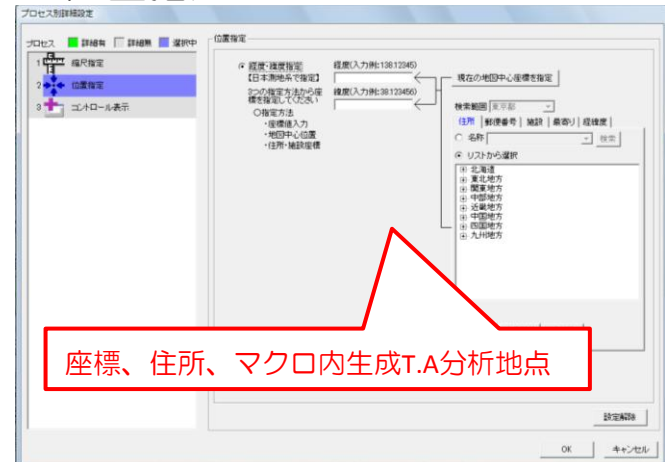 プロセス別詳細設定
プロセス 詳細有 詳細無 選択中
1 縮尺指定
2 位置指定
3 コントロール表示
位置指定
経度・緯度指定
【日本測地系で指定】
3つの指定方法から座
標を指定してください
○指定方法
・座標値入力
・地図中心位置
・住所・施設座標
経度(入力例:138.12345)
緯度(入力例:38.123456)
現在の地図中心座標を指定
検索範囲 東京都
住所 郵便番号 施設 最寄り 経緯度
名称 検索
リストから選択
北海道
東北地方
関東地方
中部地方
近畿地方
中国地方
四国地方
九州地方
座標、住所、マクロ内生成T.A分析地点
設定解除
OK キャンセル